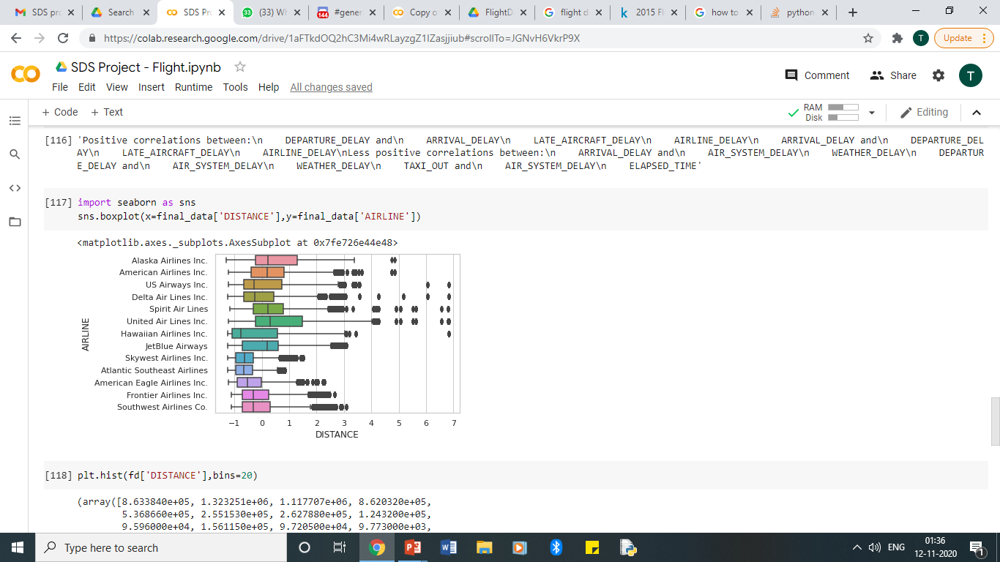 SDS pro
Search
SDS Pro
33
(33) Wh
144
#gener
Copy o
FlightD
flight d
2015 Fl
how to
python
https://colab.research.google.com/drive/1aFTkdOQ2hC3Mi4wRLayzgZ1IZasjjiub#scrollTo=JGNvH6VkrP9X
T
Update
SDS Project - Flight.ipynb
Comment
Share
T
File Edit View Insert Runtime Tools Help All changes saved
+ Code + Text
RAM
Disk
Editing
[116] 'Positive correlations between:\n    DEPARTURE_DELAY and\n    ARRIVAL_DELAY\n    LATE_AIRCRAFT_DELAY\n    AIRLINE_DELAY\n    ARRIVAL_DELAY and\n    DEPARTURE_DEL
AY\n    LATE_AIRCRAFT_DELAY\n    AIRLINE_DELAY\nLess positive correlations between:\n    ARRIVAL_DELAY and\n    AIR_SYSTEM_DELAY\n    WEATHER_DELAY\n    DEPARTUR
E_DELAY and\n    AIR_SYSTEM_DELAY\n    WEATHER_DELAY\n    TAXI_OUT and\n    AIR_SYSTEM_DELAY\n    ELAPSED_TIME'
[117] import seaborn as sns
sns.boxplot(x=final_data['DISTANCE'],y=final_data['AIRLINE'])
<matplotlib.axes._subplots.AxesSubplot at 0x7fe726e44e48>
Alaska Airlines Inc.
American Airlines Inc.
US Airways Inc.
Delta Air Lines Inc.
Spirit Air Lines
United Air Lines Inc.
Hawaiian Airlines Inc.
JetBlue Airways
Skywest Airlines Inc.
Atlantic Southeast Airlines
American Eagle Airlines Inc.
Frontier Airlines Inc.
Southwest Airlines Co.
AIRLINE
−1 0 1 2 3 4 5 6 7
DISTANCE
[118] plt.hist(fd['DISTANCE'],bins=20)
(array([8.633840e+05, 1.323251e+06, 1.117707e+06, 8.620320e+05,
5.368660e+05, 2.551530e+05, 2.627880e+05, 1.243200e+05,
9.596000e+04, 1.561150e+05, 9.720500e+04, 9.773000e+03,
Type here to search
ENG
01:36
12-11-2020
1